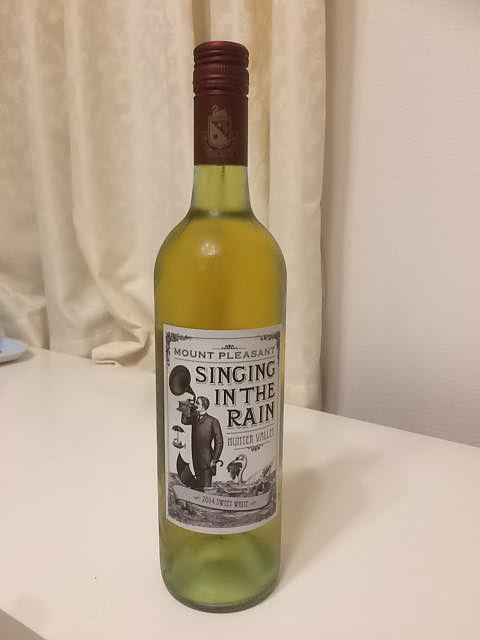 MOUNT PLEASANT
SINGING
IN THE
RAIN
HUNTER VALLEY
2014 SWEET WHITE